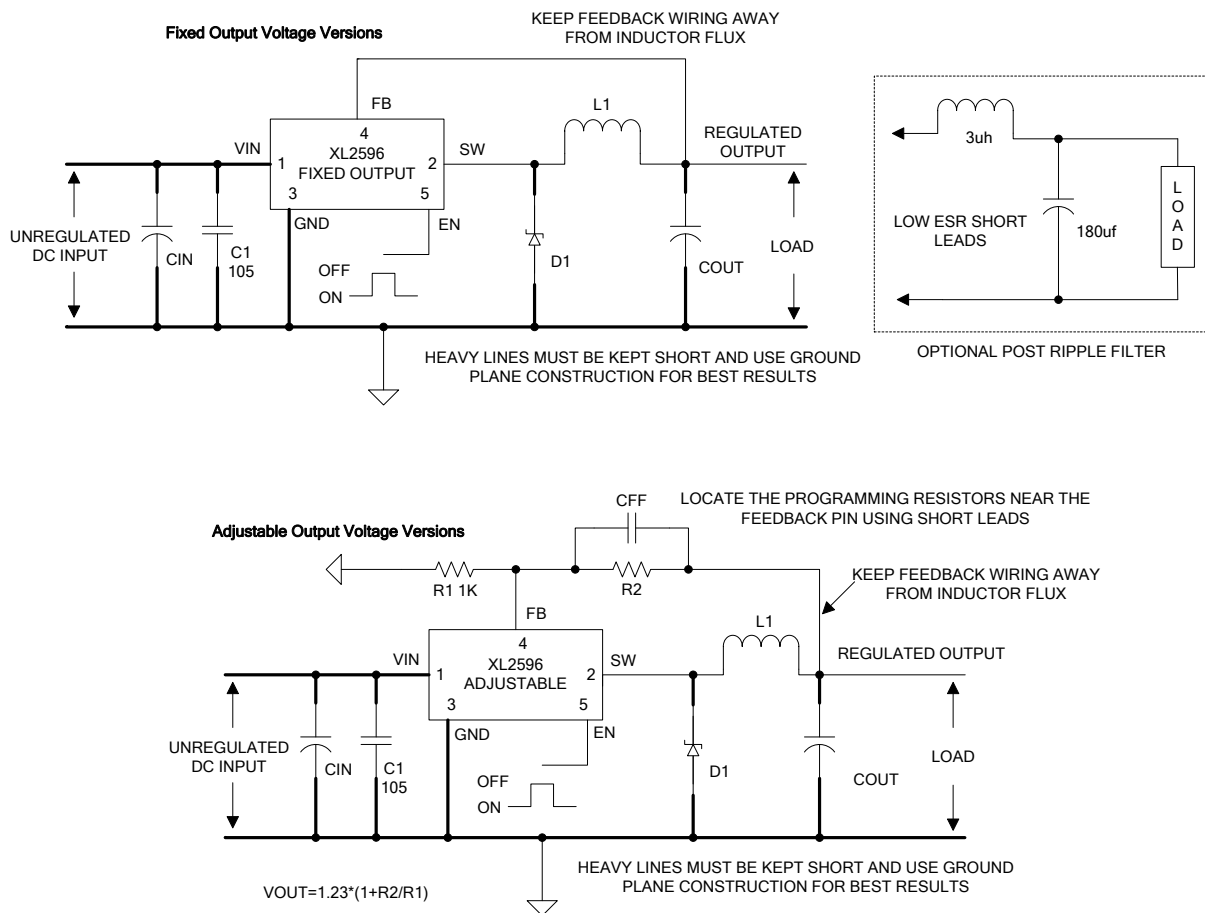 Fixed Output Voltage Versions
KEEP FEEDBACK WIRING AWAY
FROM INDUCTOR FLUX
FB
4
XL2596
FIXED OUTPUT
VIN
1
2
SW
3
5
GND
EN
L1
REGULATED
OUTPUT
UNREGULATED
DC INPUT
CIN
C1
105
OFF
ON
D1
COUT
LOAD
HEAVY LINES MUST BE KEPT SHORT AND USE GROUND
PLANE CONSTRUCTION FOR BEST RESULTS
3uh
LOW ESR SHORT
LEADS
180uf
LOAD
OPTIONAL POST RIPPLE FILTER
Adjustable Output Voltage Versions
CFF
LOCATE THE PROGRAMMING RESISTORS NEAR THE
FEEDBACK PIN USING SHORT LEADS
R1 1K
R2
KEEP FEEDBACK WIRING AWAY
FROM INDUCTOR FLUX
FB
4
XL2596
ADJUSTABLE
VIN
1
2
SW
3
5
GND
EN
L1
REGULATED OUTPUT
UNREGULATED
DC INPUT
CIN
C1
105
OFF
ON
D1
COUT
LOAD
HEAVY LINES MUST BE KEPT SHORT AND USE GROUND
PLANE CONSTRUCTION FOR BEST RESULTS
VOUT=1.23*(1+R2/R1)